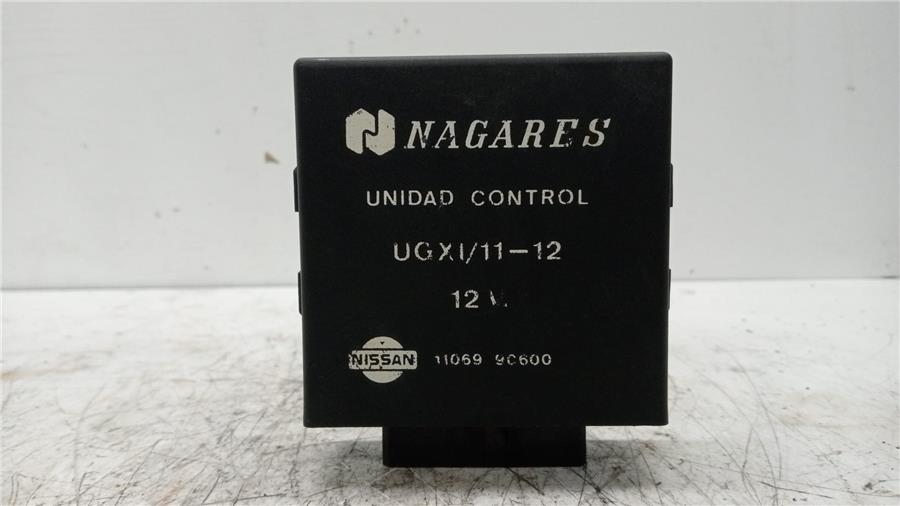 NAGARES
UNIDAD CONTROL
UGXI/11-12
12 V.
NISSAN 11069 9C600